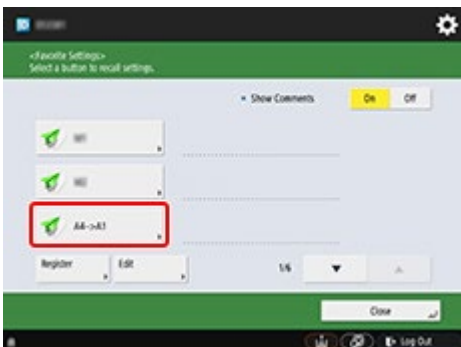 <Favorite Settings>
Select a button to recall settings.
Show Comments
On
Off
A4->A1
Register
Edit
1/6
Close
Log Out